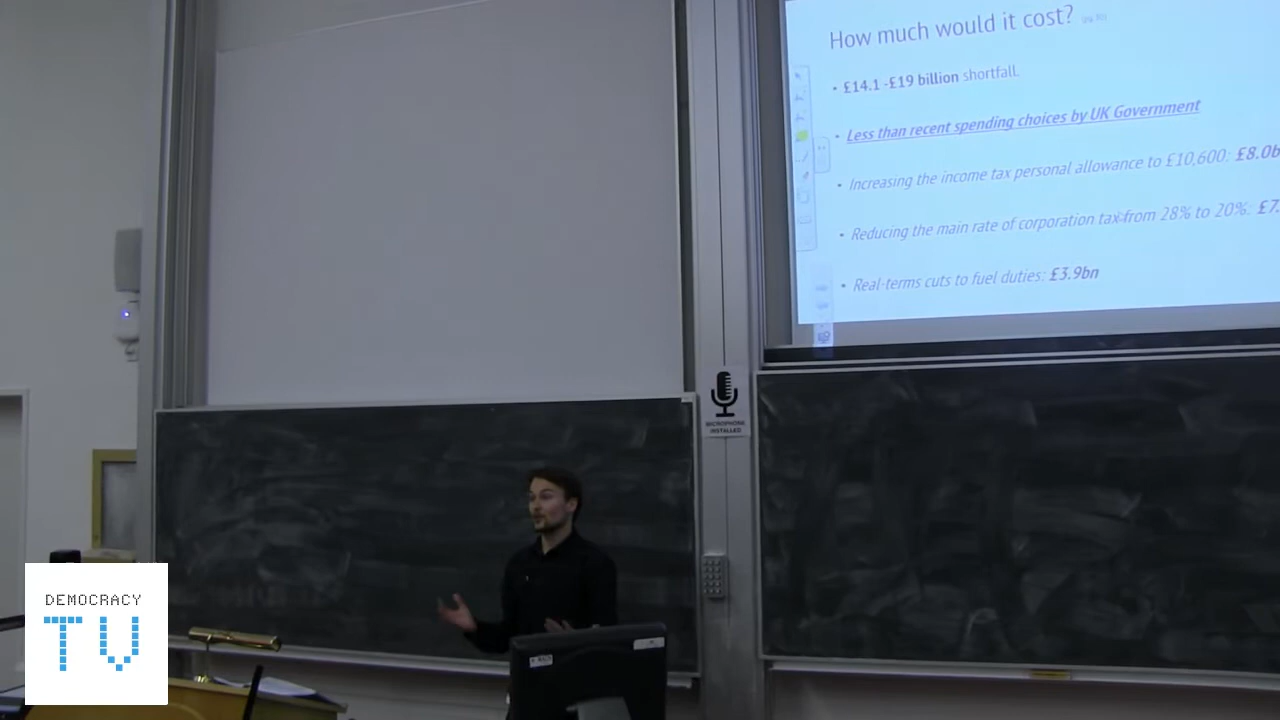 How much would it cost?
• £14.1 -£19 billion shortfall.
• Less than recent spending choices by UK Government
• Increasing the income tax personal allowance to £10,600: £8.0b
• Reducing the main rate of corporation tax from 28% to 20%: £7.
• Real-terms cuts to fuel duties: £3.9bn
MICROPHONE
INSTALLED
DEMOCRACY
TV